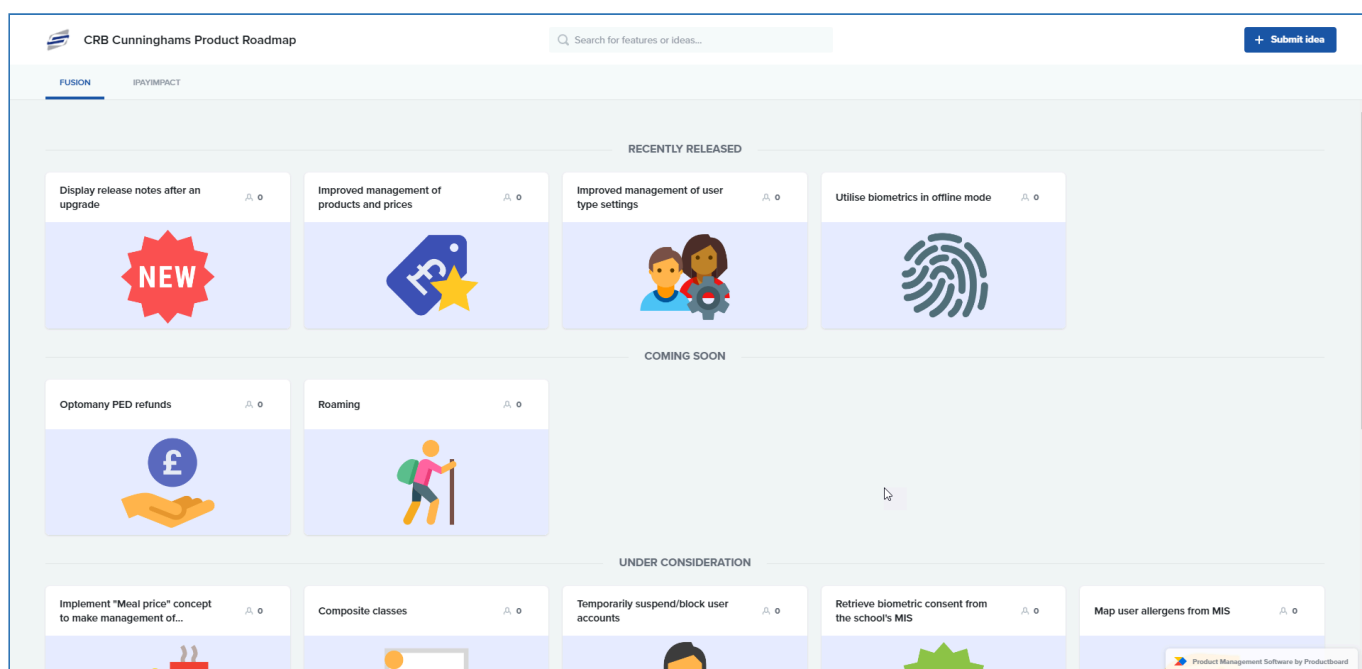 CRB Cunninghams Product Roadmap
Search for features or ideas...
+ Submit idea
FUSION
IPAYIMPACT
RECENTLY RELEASED
Display release notes after an
upgrade
0
Improved management of
products and prices
0
Improved management of user
type settings
0
Utilise biometrics in offline mode
0
NEW
£
COMING SOON
Optomany PED refunds
0
Roaming
0
£
UNDER CONSIDERATION
Implement "Meal price" concept
to make management of...
0
Composite classes
0
Temporarily suspend/block user
accounts
0
Retrieve biometric consent from
the school's MIS
0
Map user allergens from MIS
0
Product Management Software by Productboard